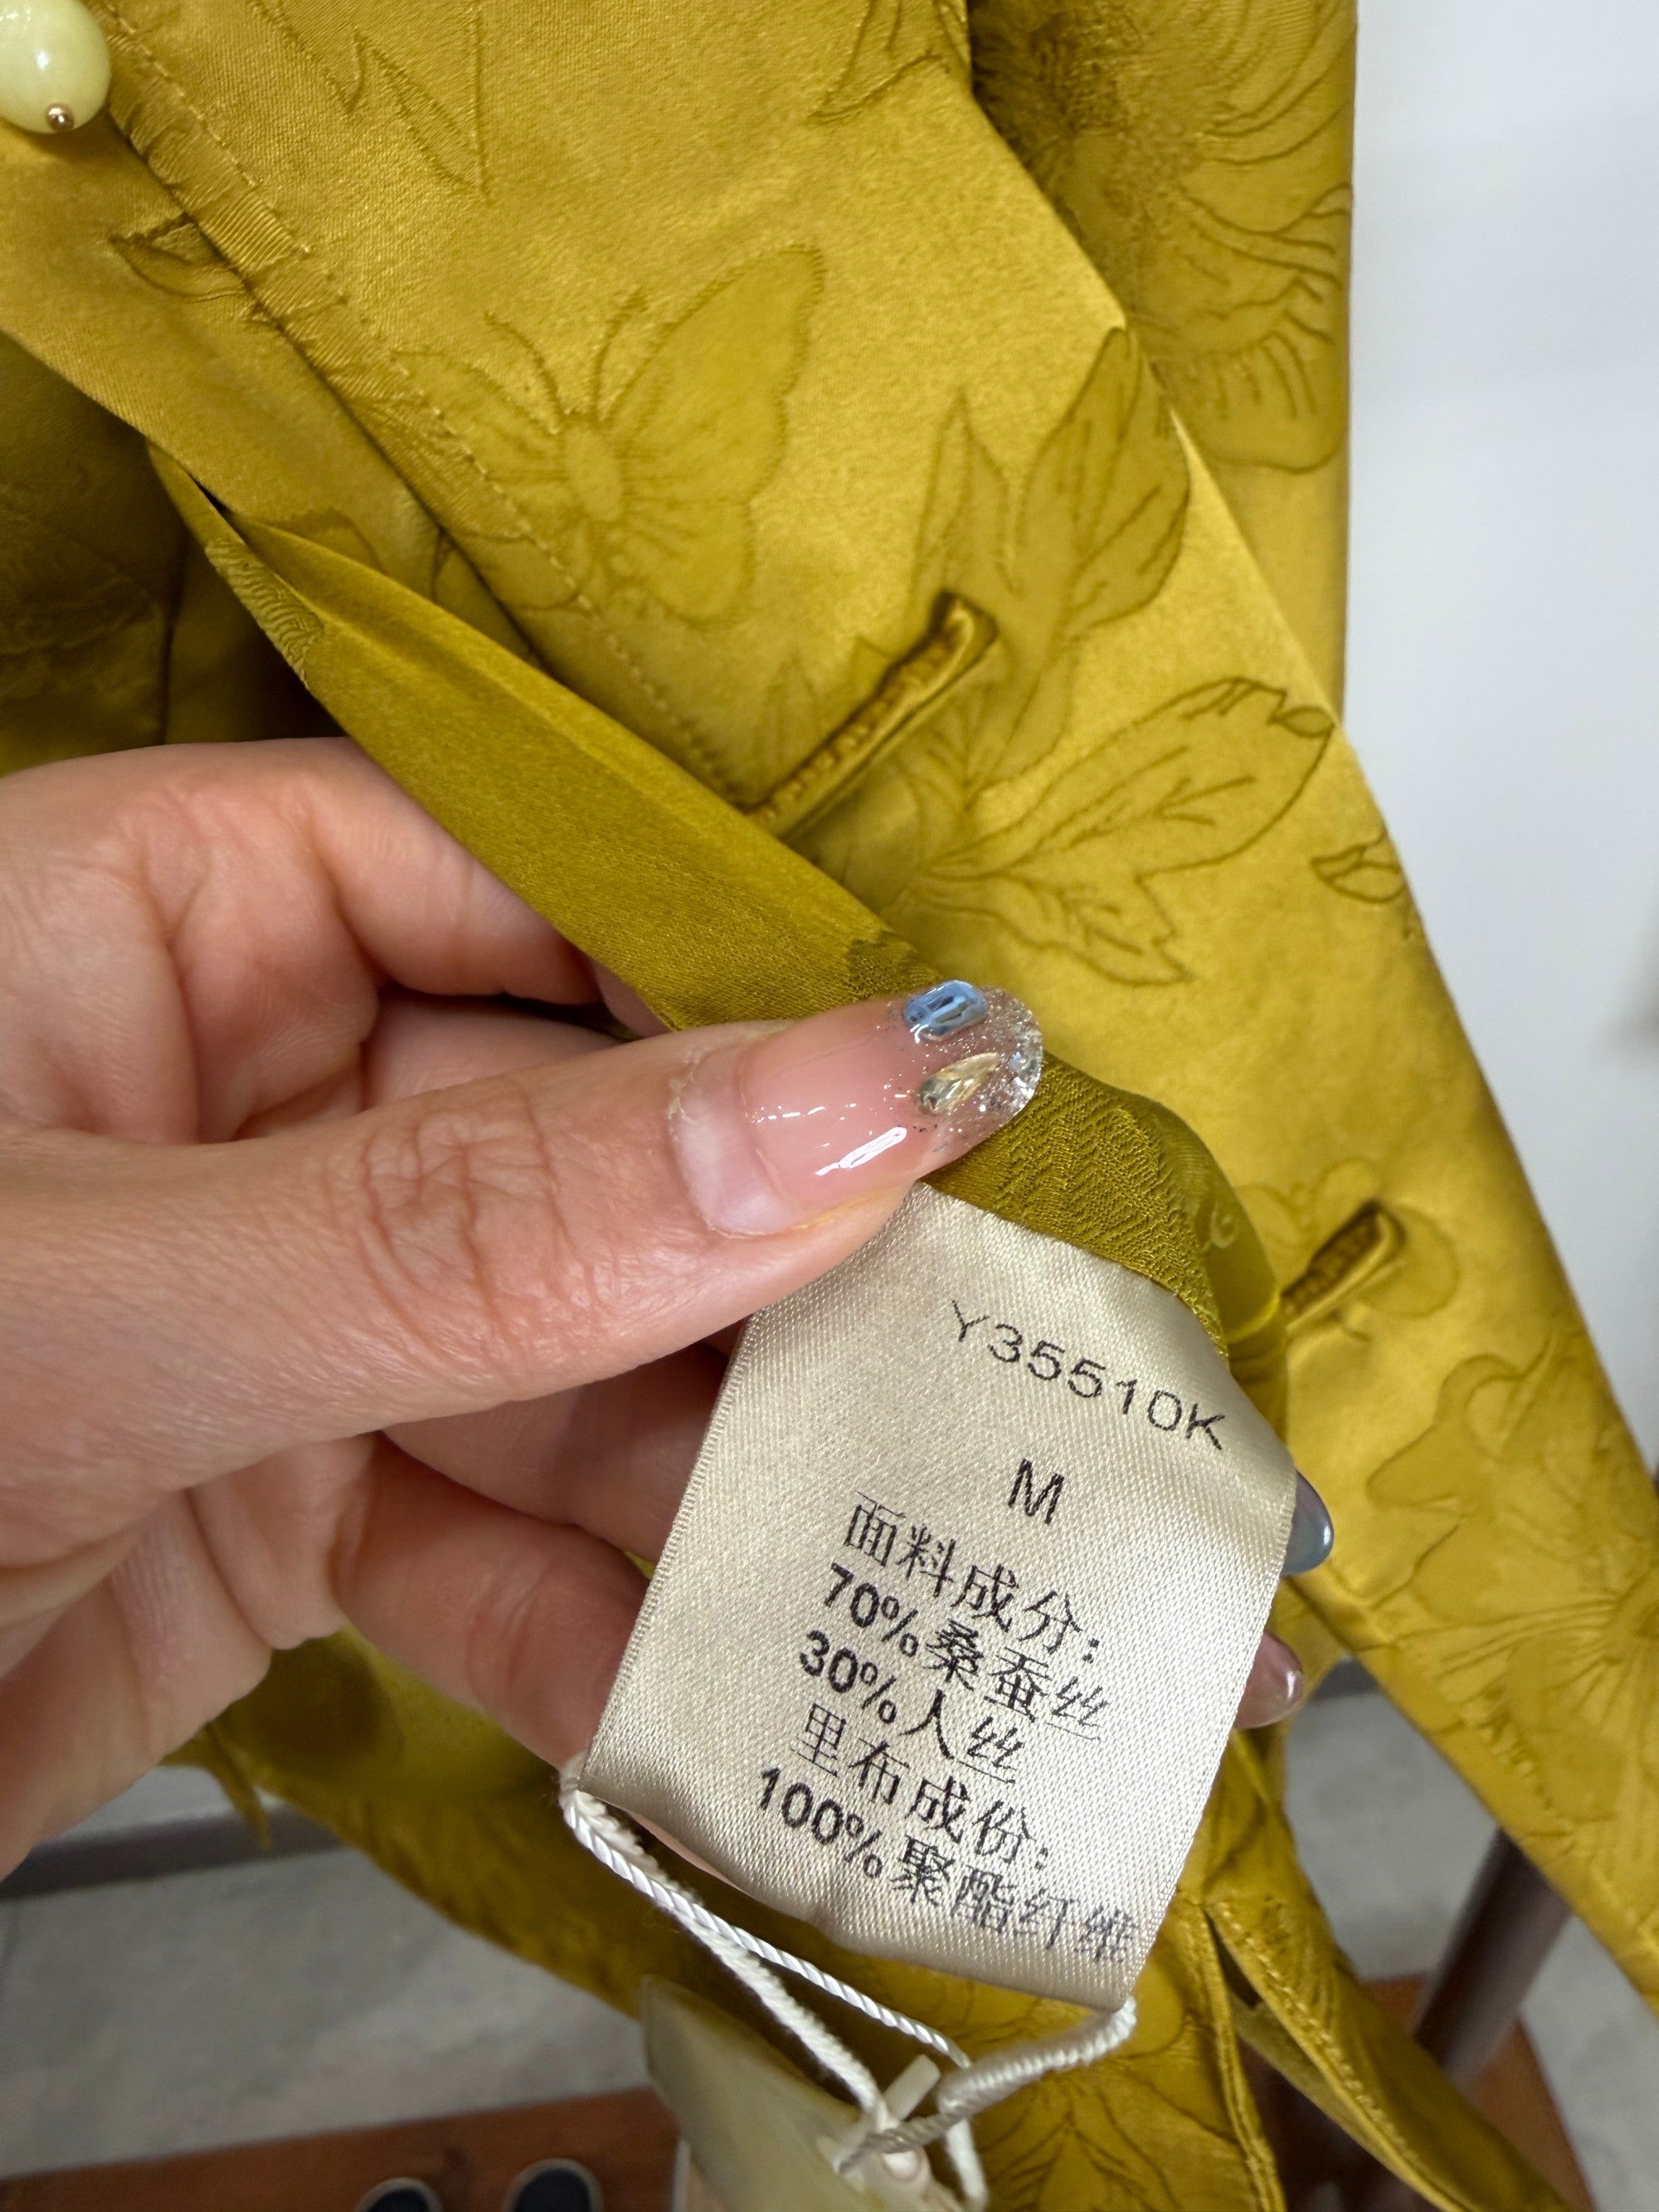 Y35510K
M
面料成分:
70%桑蚕丝
30%人丝
里布成份:
100%聚酯纤维